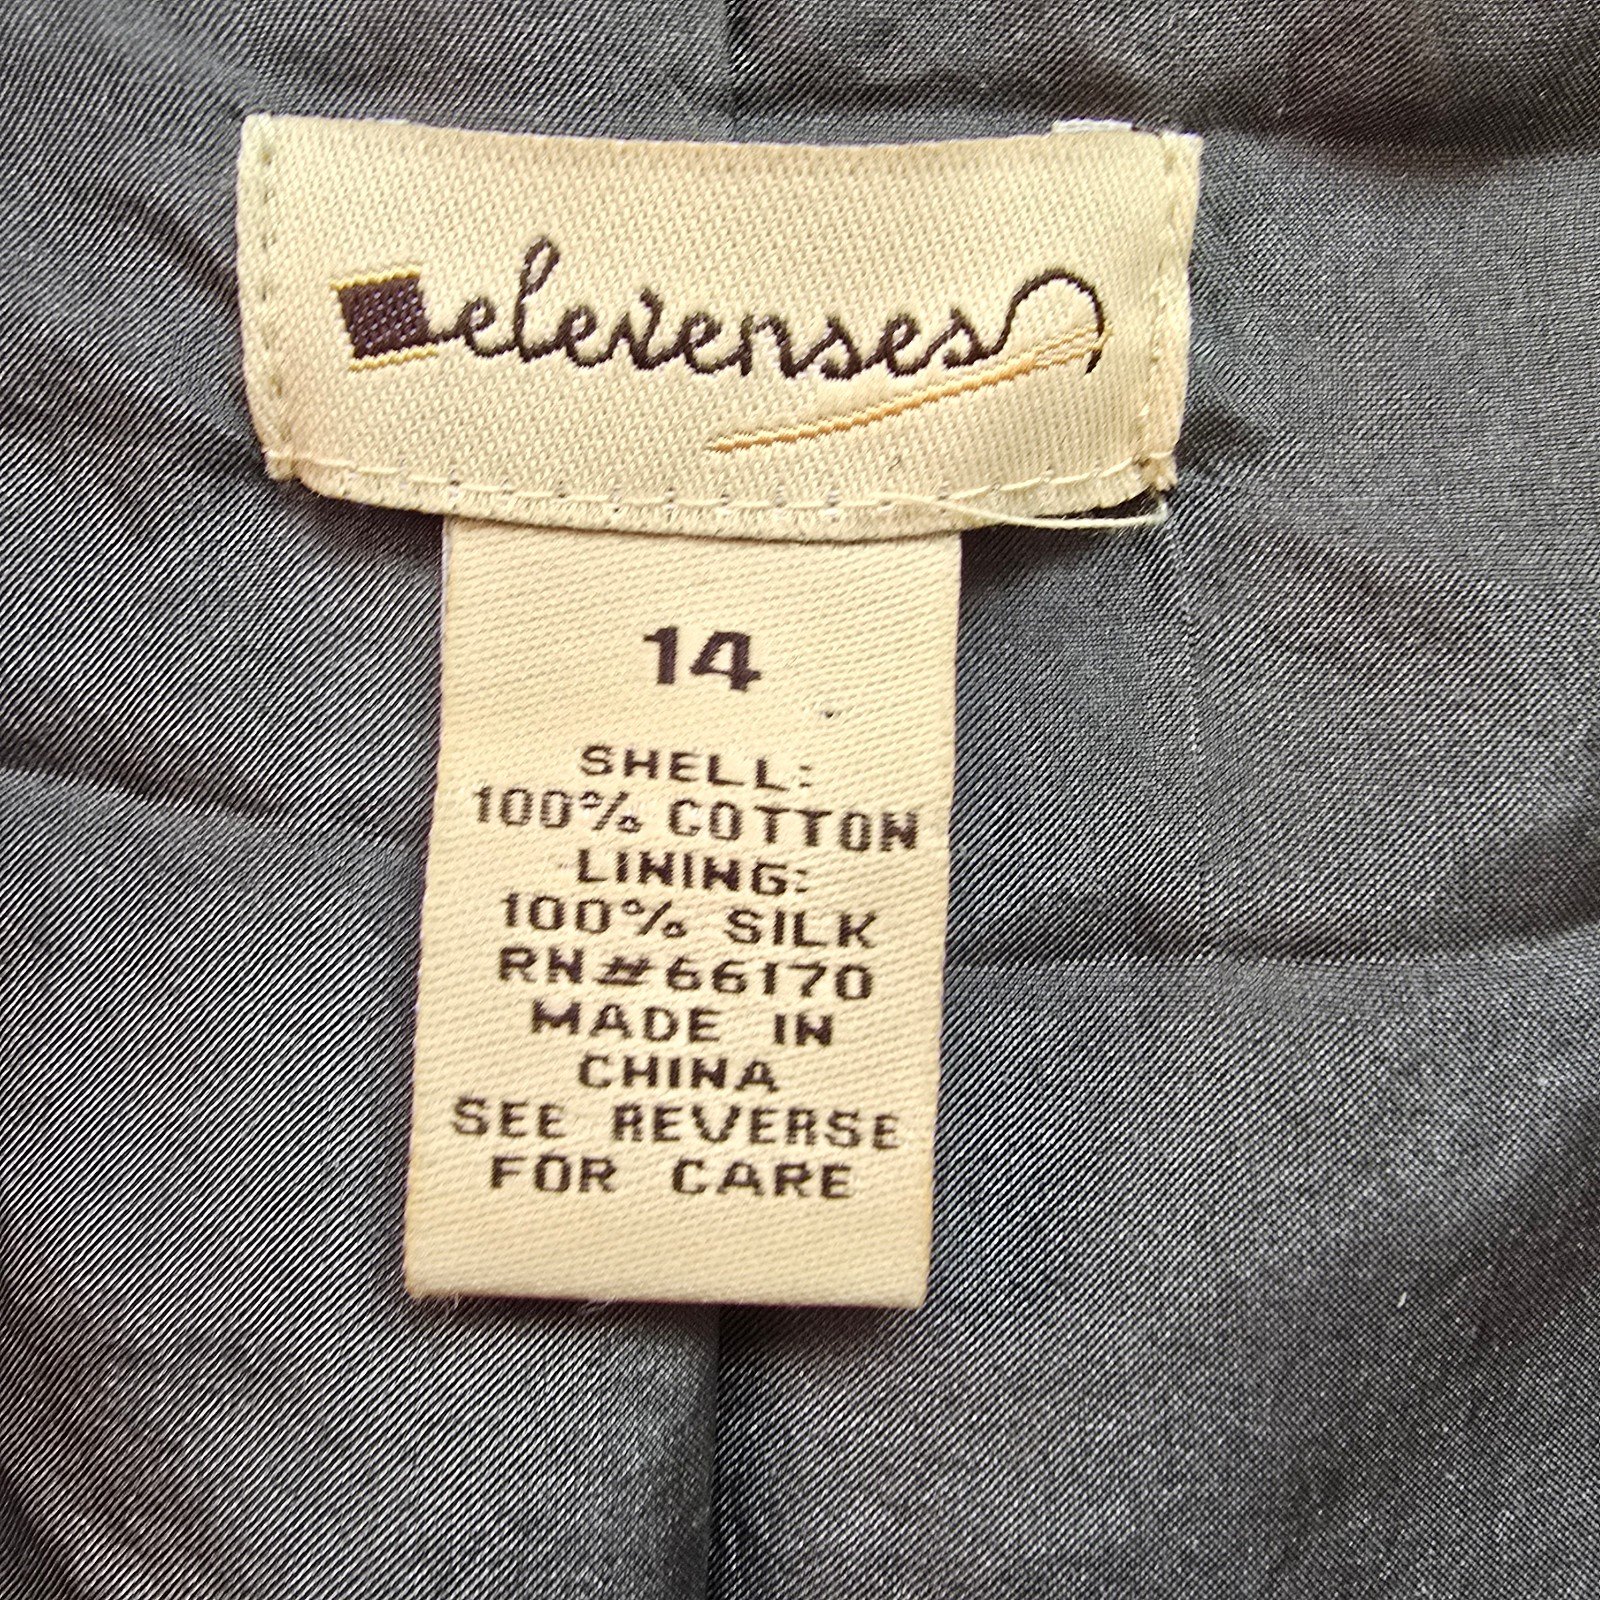 elevenses
14
SHELL:
100% COTTON
LINING:
100% SILK
RN#66170
MADE IN
CHINA
SEE REVERSE
FOR CARE